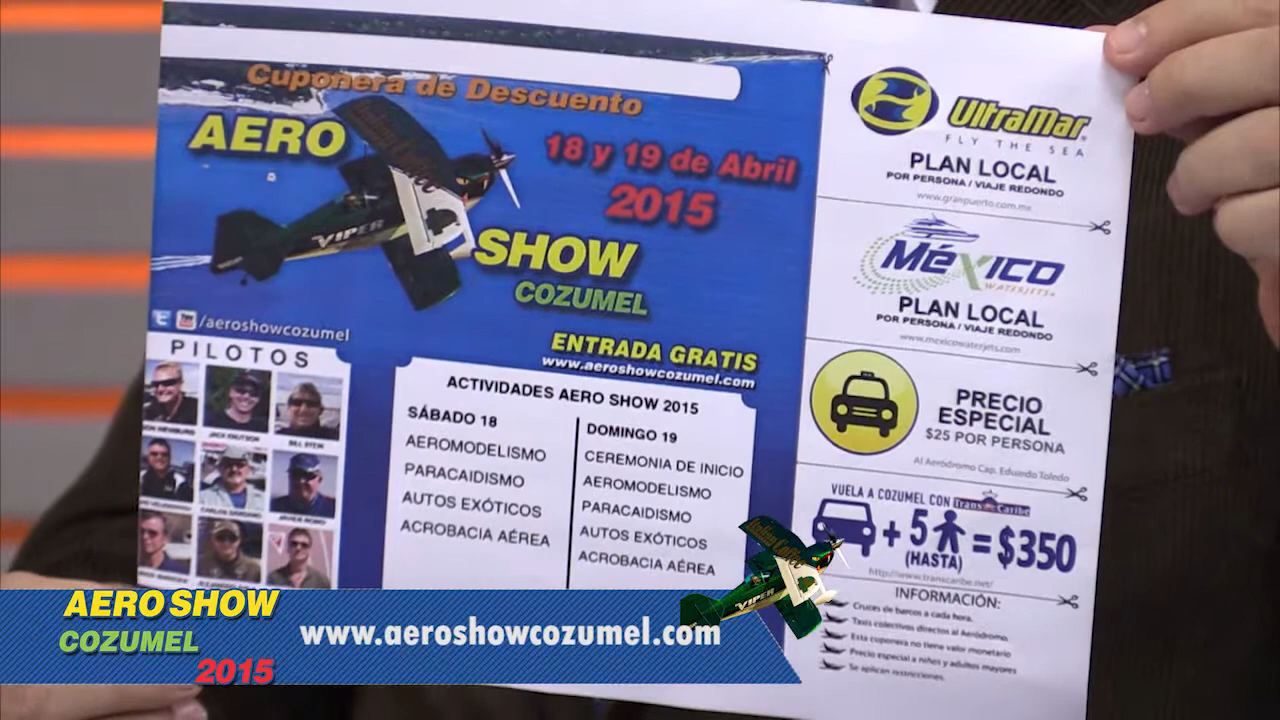 Cuponera de Descuento
AERO
18 y 19 de Abril
2015
VIPER
SHOW
COZUMEL
/aeroshowcozumel
ENTRADA GRATIS
www.aeroshowcozumel.com
PILOTOS
JACK KNUTSON
BILL STEIN
ACTIVIDADES AERO SHOW 2015
SÁBADO 18
AEROMODELISMO
PARACAIDISMO
AUTOS EXÓTICOS
ACROBACIA AÉREA
DOMINGO 19
CEREMONIA DE INICIO
AEROMODELISMO
PARACAIDISMO
AUTOS EXÓTICOS
ACROBACIA AÉREA
UltraMar
FLY THE SEA
PLAN LOCAL
POR PERSONA / VIAJE REDONDO
www.granpuerto.com.mx
MéXICO
WATERJETS
PLAN LOCAL
POR PERSONA / VIAJE REDONDO
www.mexicowaterjets.com
PRECIO
ESPECIAL
$25 POR PERSONA
Al Aeródromo Cap. Eduardo Toledo
VUELA A COZUMEL CON TransCaribe
+ 5 = $350
(HASTA)
http://www.transcaribe.net/
INFORMACIÓN:
Cruces de barcos a cada hora.
Taxis colectivos directos al Aeródromo
Esta cuponera no tiene valor monetario
Precio especial a niños y adultos mayores
Se aplican restricciones.
AERO SHOW
COZUMEL
2015
www.aeroshowcozumel.com
VIPER